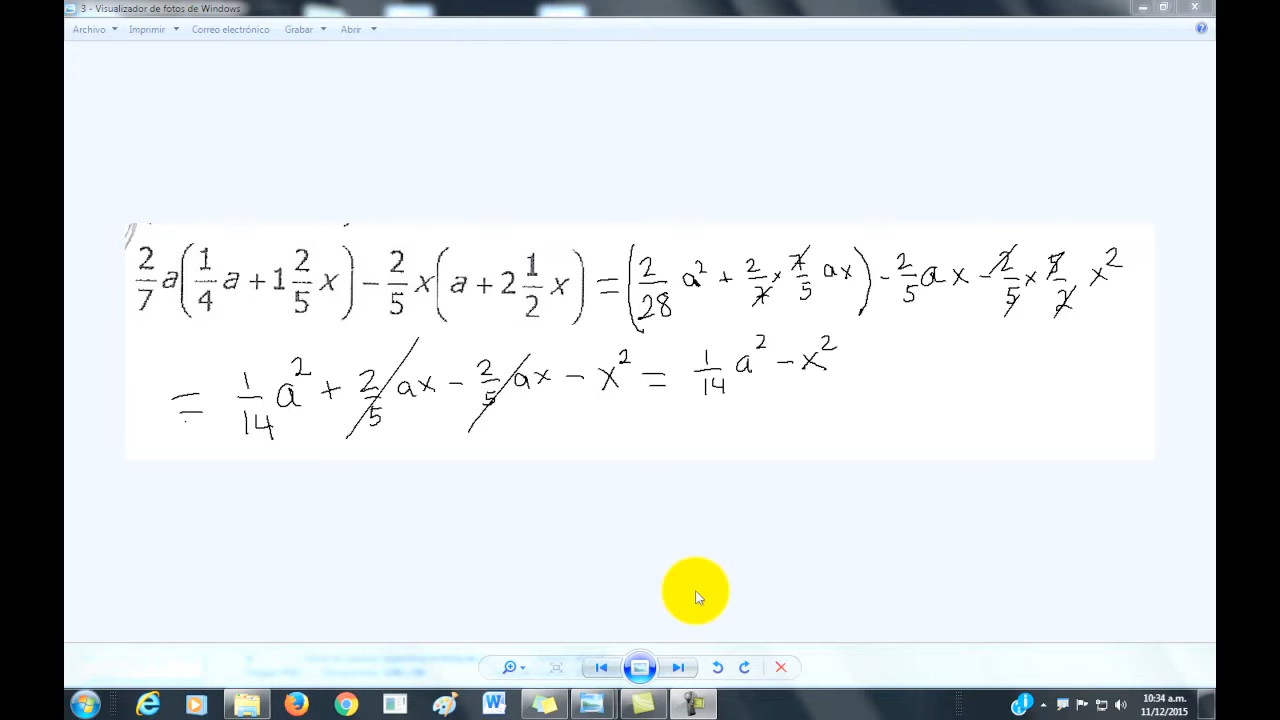 3 - Visualizador de fotos de Windows
Archivo Imprimir Correo electrónico Grabar Abrir
2/7 a(1/4 a + 1 2/5 x) - 2/5 x(a + 2 1/2 x) = (2/28 a² + 2/7 x 7/5 ax) - 2/5 ax - 2/5 x 5/2 x²
= 1/14 a² + 2/5 ax - 2/5 ax - x² = 1/14 a² - x²
10:34 a.m.
11/12/2015